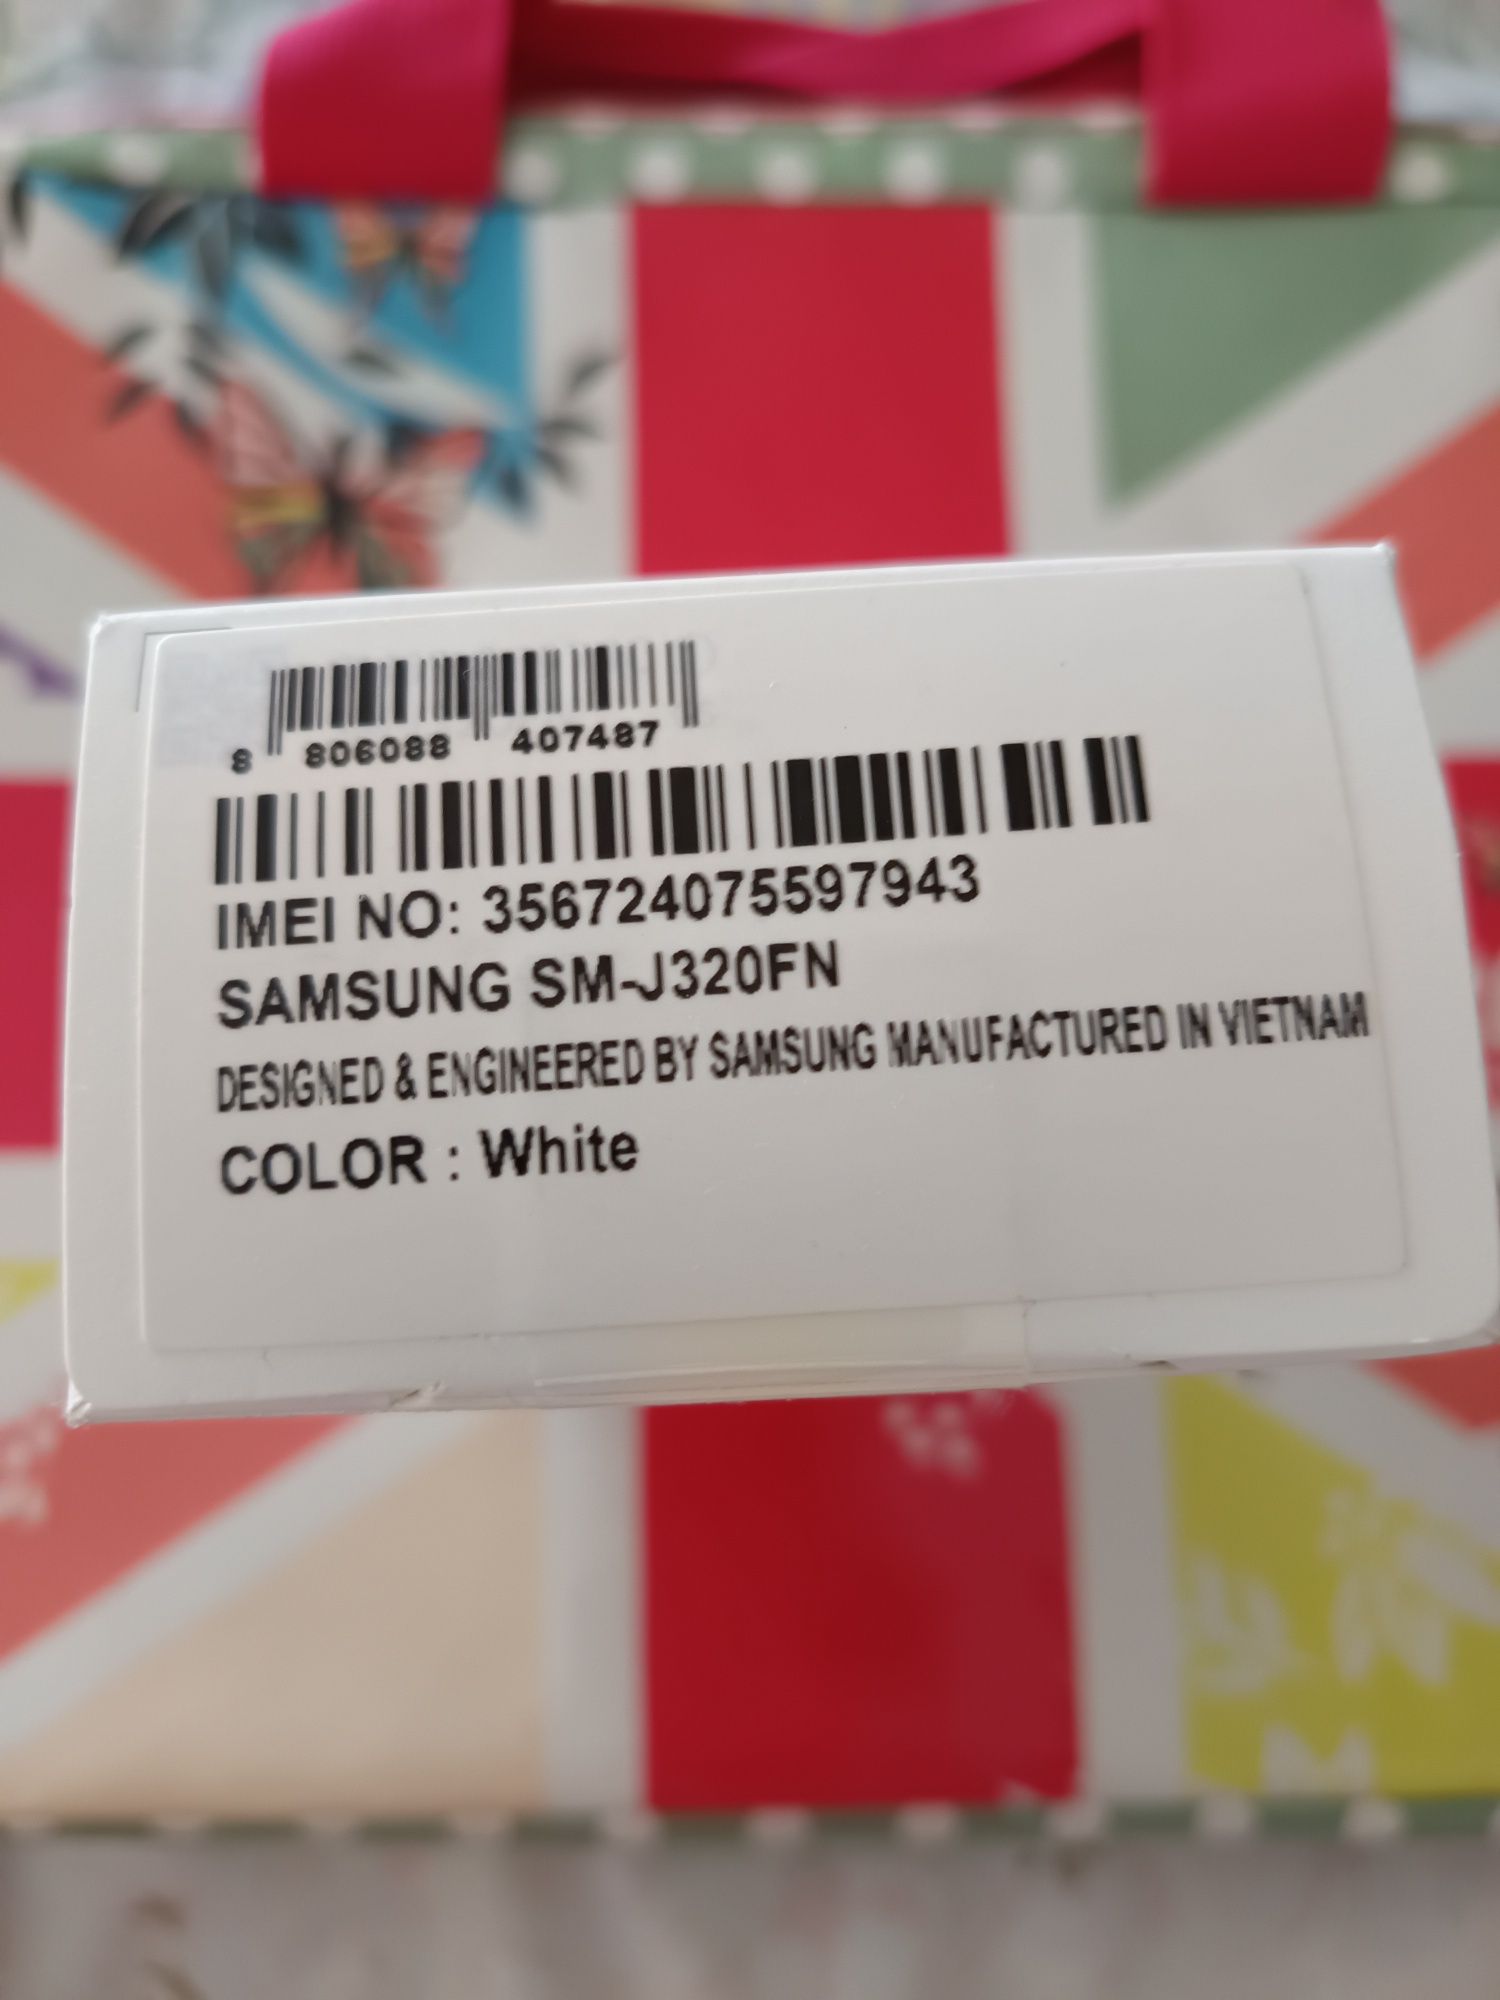 8 806088 407487
IMEI NO: 356724075597943
SAMSUNG SM-J320FN
DESIGNED & ENGINEERED BY SAMSUNG MANUFACTURED IN VIETNAM
COLOR : White